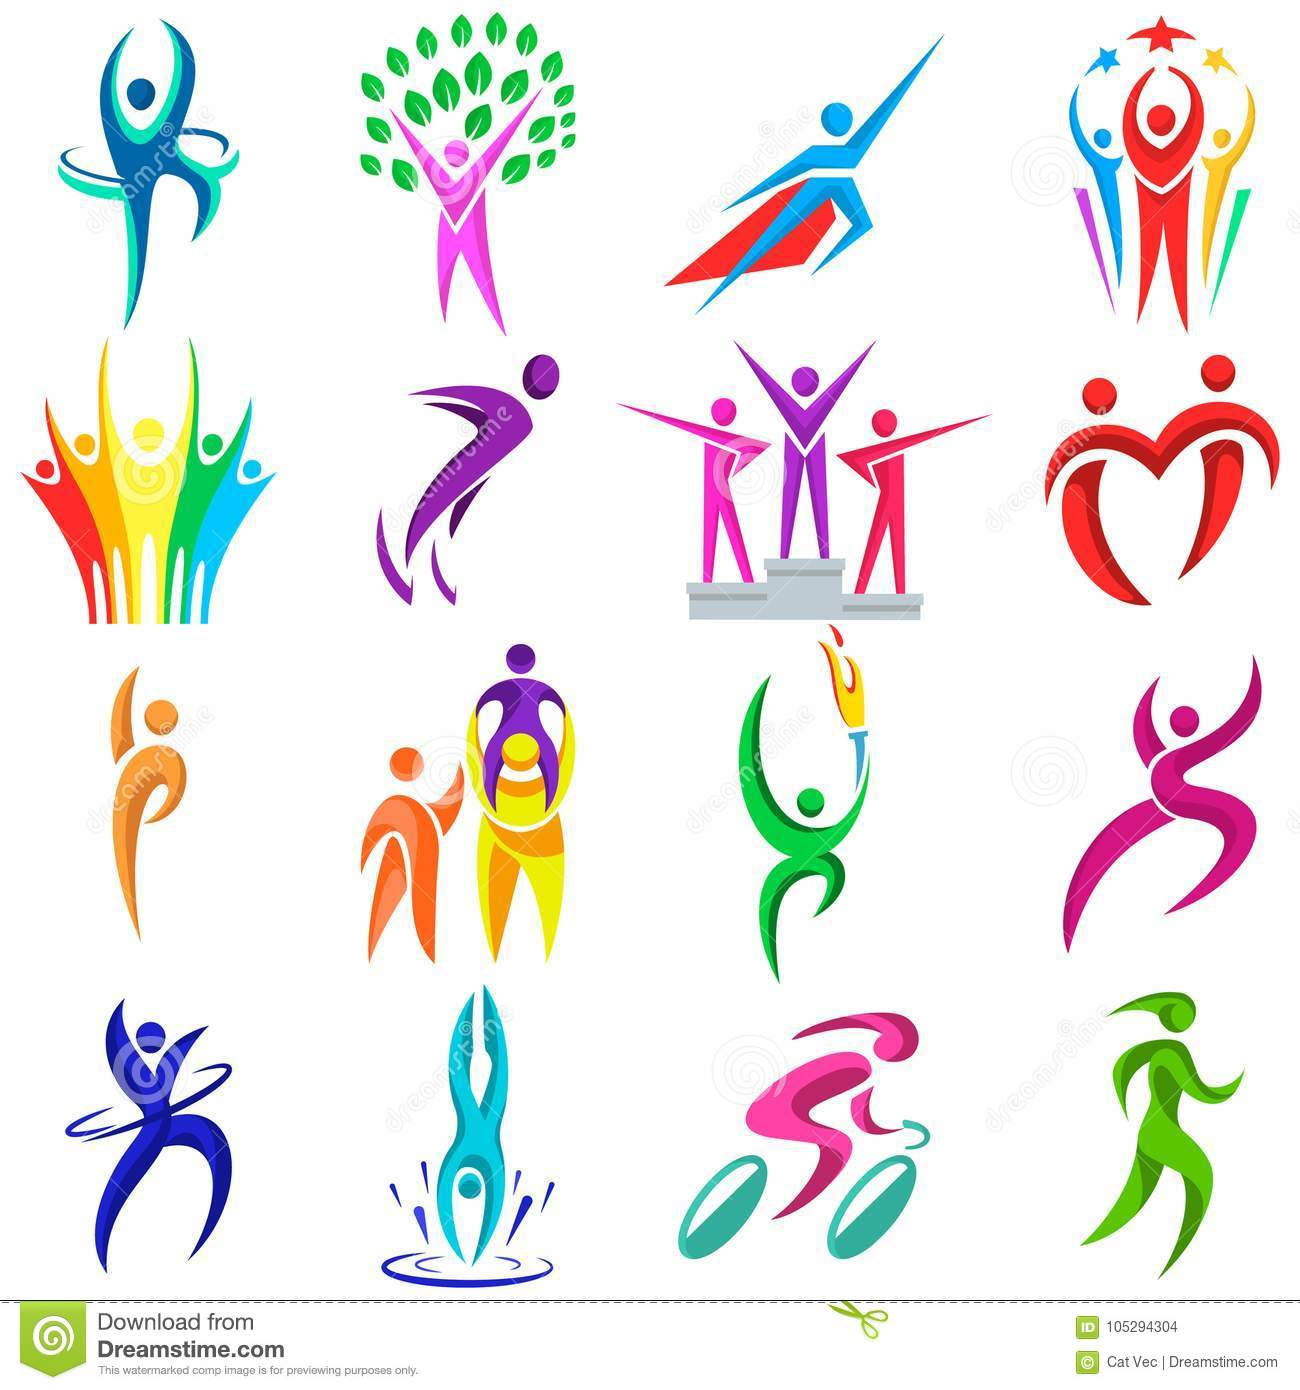 Download from
Dreamstime.com
This watermarked comp image is for previewing purposes only.
ID 105294304
© Cat Vec | Dreamstime.com